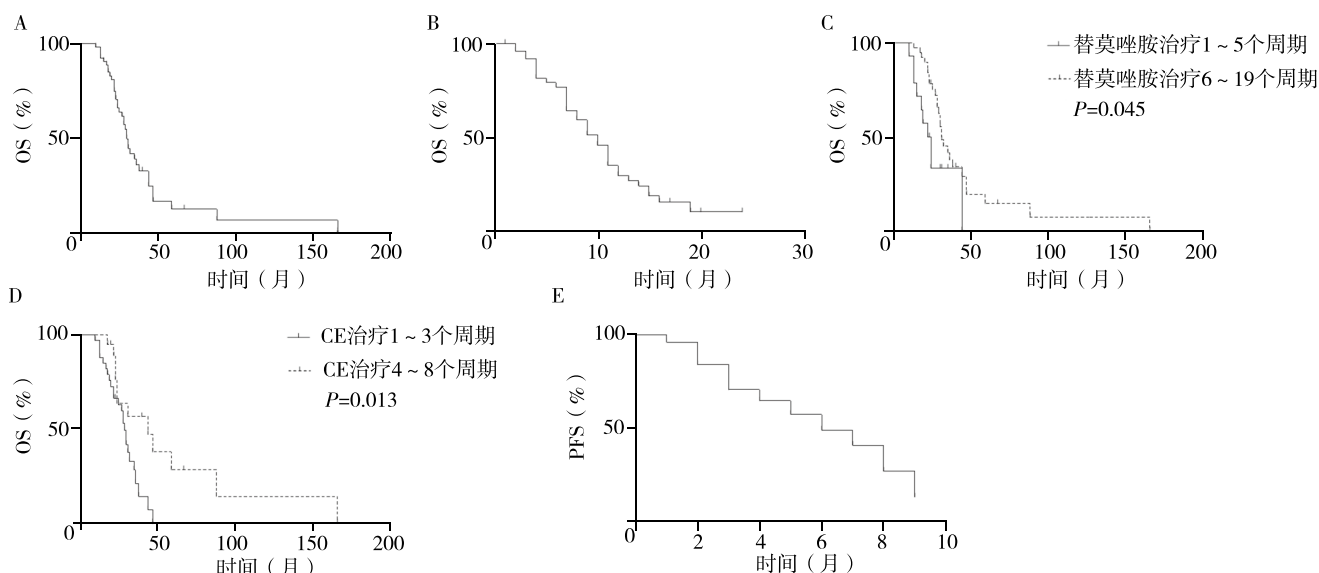 A
100
50
0
OS（%）
50
100
150
200
时间（月）
B
100
50
0
OS（%）
10
20
30
时间（月）
C
100
50
0
OS（%）
50
100
150
200
时间（月）
替莫唑胺治疗1～5个周期
替莫唑胺治疗6～19个周期
P=0.045
D
100
50
0
OS（%）
50
100
150
200
时间（月）
CE治疗1～3个周期
CE治疗4～8个周期
P=0.013
E
100
50
0
PFS（%）
2
4
6
8
10
时间（月）